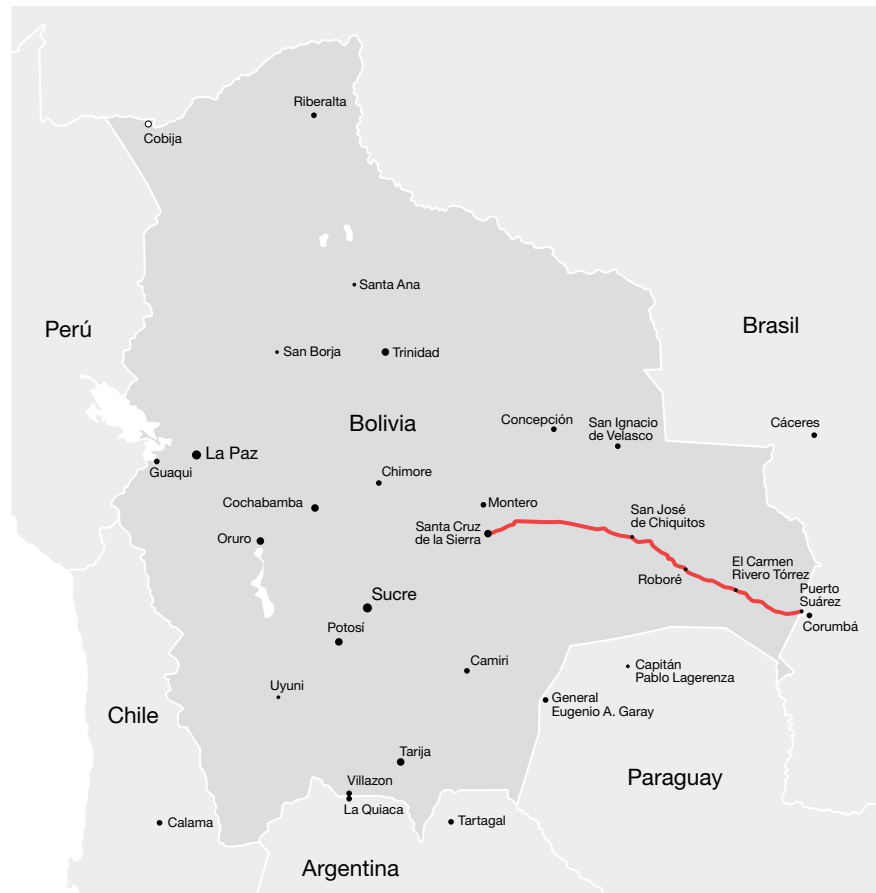 Riberalta
Cobija
Santa Ana
Perú
Brasil
San Borja
Trinidad
Bolivia
Concepción
San Ignacio
de Velasco
Cáceres
La Paz
Guaqui
Chimore
Cochabamba
Montero
Oruro
Santa Cruz
de la Sierra
San José
de Chiquitos
Roboré
El Carmen
Rivero Tórrez
Puerto
Suárez
Corumbá
Sucre
Potosí
Camiri
Capitán
Pablo Lagerenza
Uyuni
General
Eugenio A. Garay
Chile
Tarija
Paraguay
Villazon
La Quiaca
Calama
Tartagal
Argentina